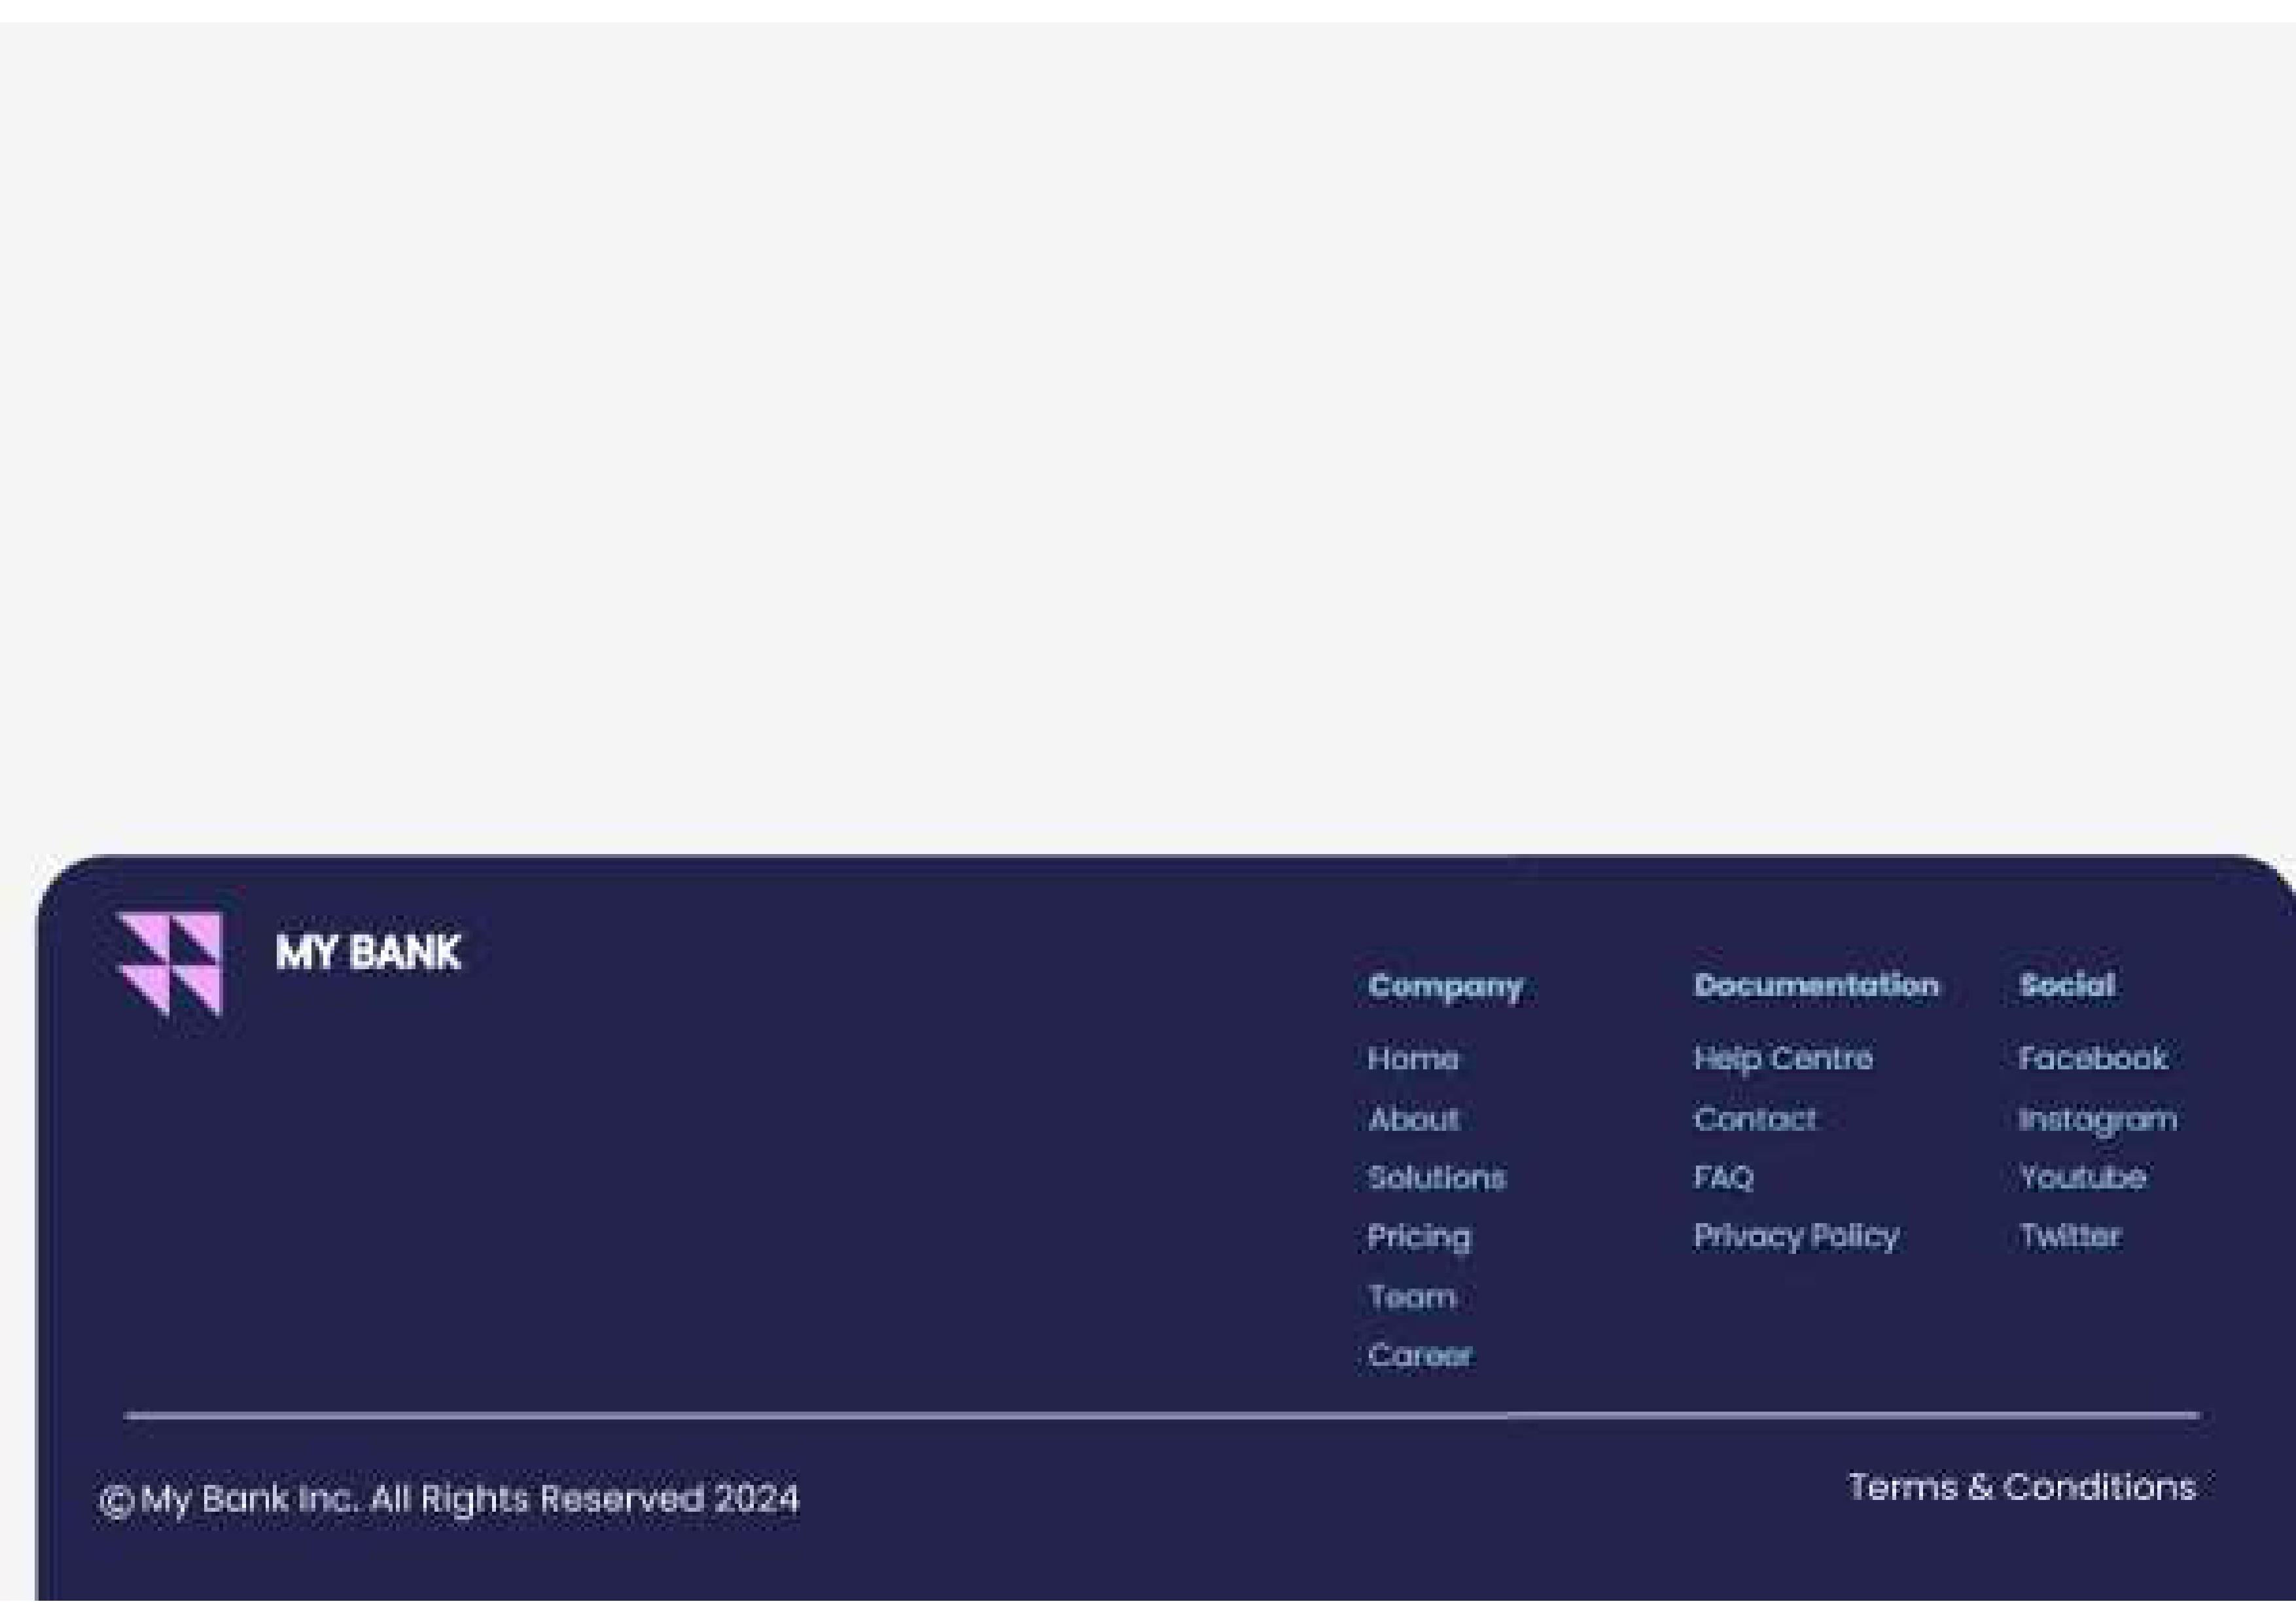 MY BANK
Company
Home
About
Solutions
Pricing
Team
Career
Documentation
Help Centre
Contact
FAQ
Privacy Policy
Social
Facebook
Instagram
Youtube
Twitter
© My Bank Inc. All Rights Reserved 2024
Terms & Conditions